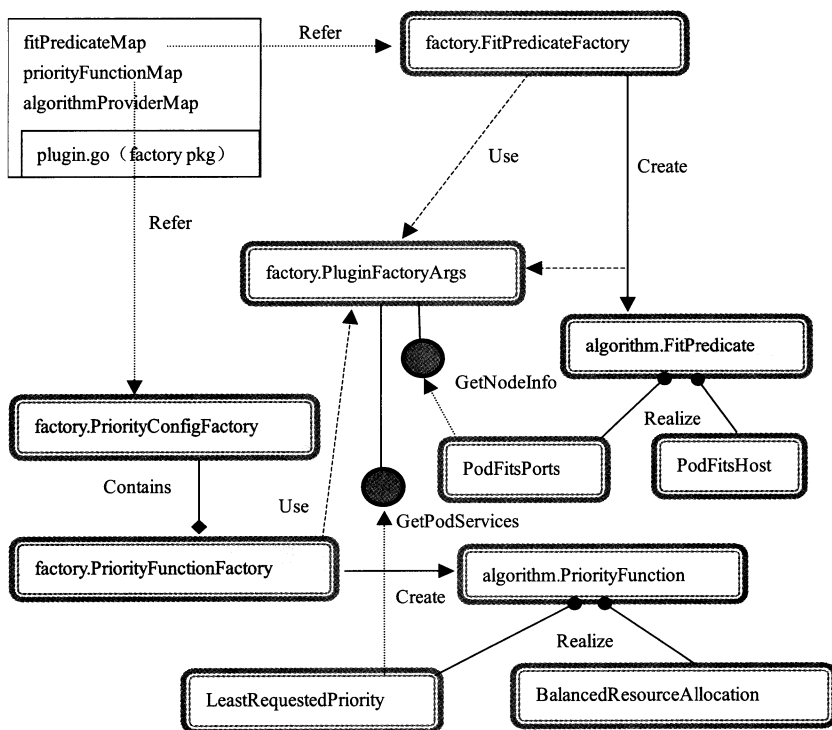 fitPredicateMap
priorityFunctionMap
algorithmProviderMap
plugin.go（factory pkg）
Refer
factory.FitPredicateFactory
Use
Create
Refer
factory.PluginFactoryArgs
algorithm.FitPredicate
GetNodeInfo
Realize
factory.PriorityConfigFactory
PodFitsPorts
PodFitsHost
Contains
Use
GetPodServices
factory.PriorityFunctionFactory
algorithm.PriorityFunction
Create
Realize
LeastRequestedPriority
BalancedResourceAllocation